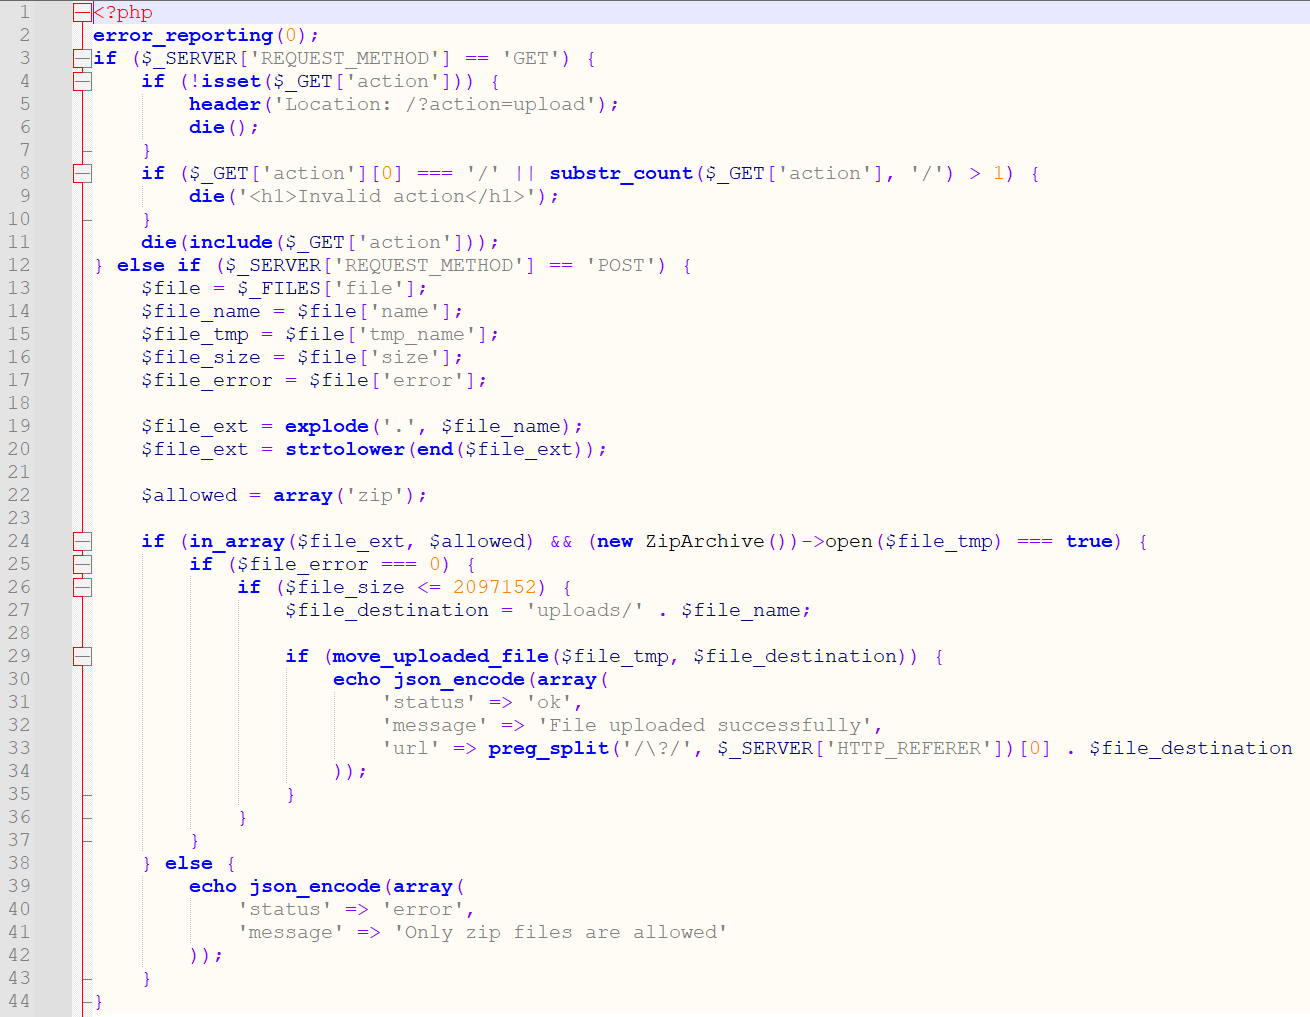 1 <?php
2 error_reporting(0);
3 if ($_SERVER['REQUEST_METHOD'] == 'GET') {
4     if (!isset($_GET['action'])) {
5         header('Location: /?action=upload');
6         die();
7     }
8     if ($_GET['action'][0] === '/' || substr_count($_GET['action'], '/') > 1) {
9         die('<h1>Invalid action</h1>');
10     }
11     die(include($_GET['action']));
12 } else if ($_SERVER['REQUEST_METHOD'] == 'POST') {
13     $file = $_FILES['file'];
14     $file_name = $file['name'];
15     $file_tmp = $file['tmp_name'];
16     $file_size = $file['size'];
17     $file_error = $file['error'];
18
19     $file_ext = explode('.', $file_name);
20     $file_ext = strtolower(end($file_ext));
21
22     $allowed = array('zip');
23
24     if (in_array($file_ext, $allowed) && (new ZipArchive())->open($file_tmp) === true) {
25         if ($file_error === 0) {
26             if ($file_size <= 2097152) {
27                 $file_destination = 'uploads/' . $file_name;
28
29                 if (move_uploaded_file($file_tmp, $file_destination)) {
30                     echo json_encode(array(
31                         'status' => 'ok',
32                         'message' => 'File uploaded successfully',
33                         'url' => preg_split('/\?/', $_SERVER['HTTP_REFERER'])[0] . $file_destination
34                     ));
35                 }
36             }
37         }
38     } else {
39         echo json_encode(array(
40             'status' => 'error',
41             'message' => 'Only zip files are allowed'
42         ));
43     }
44 }